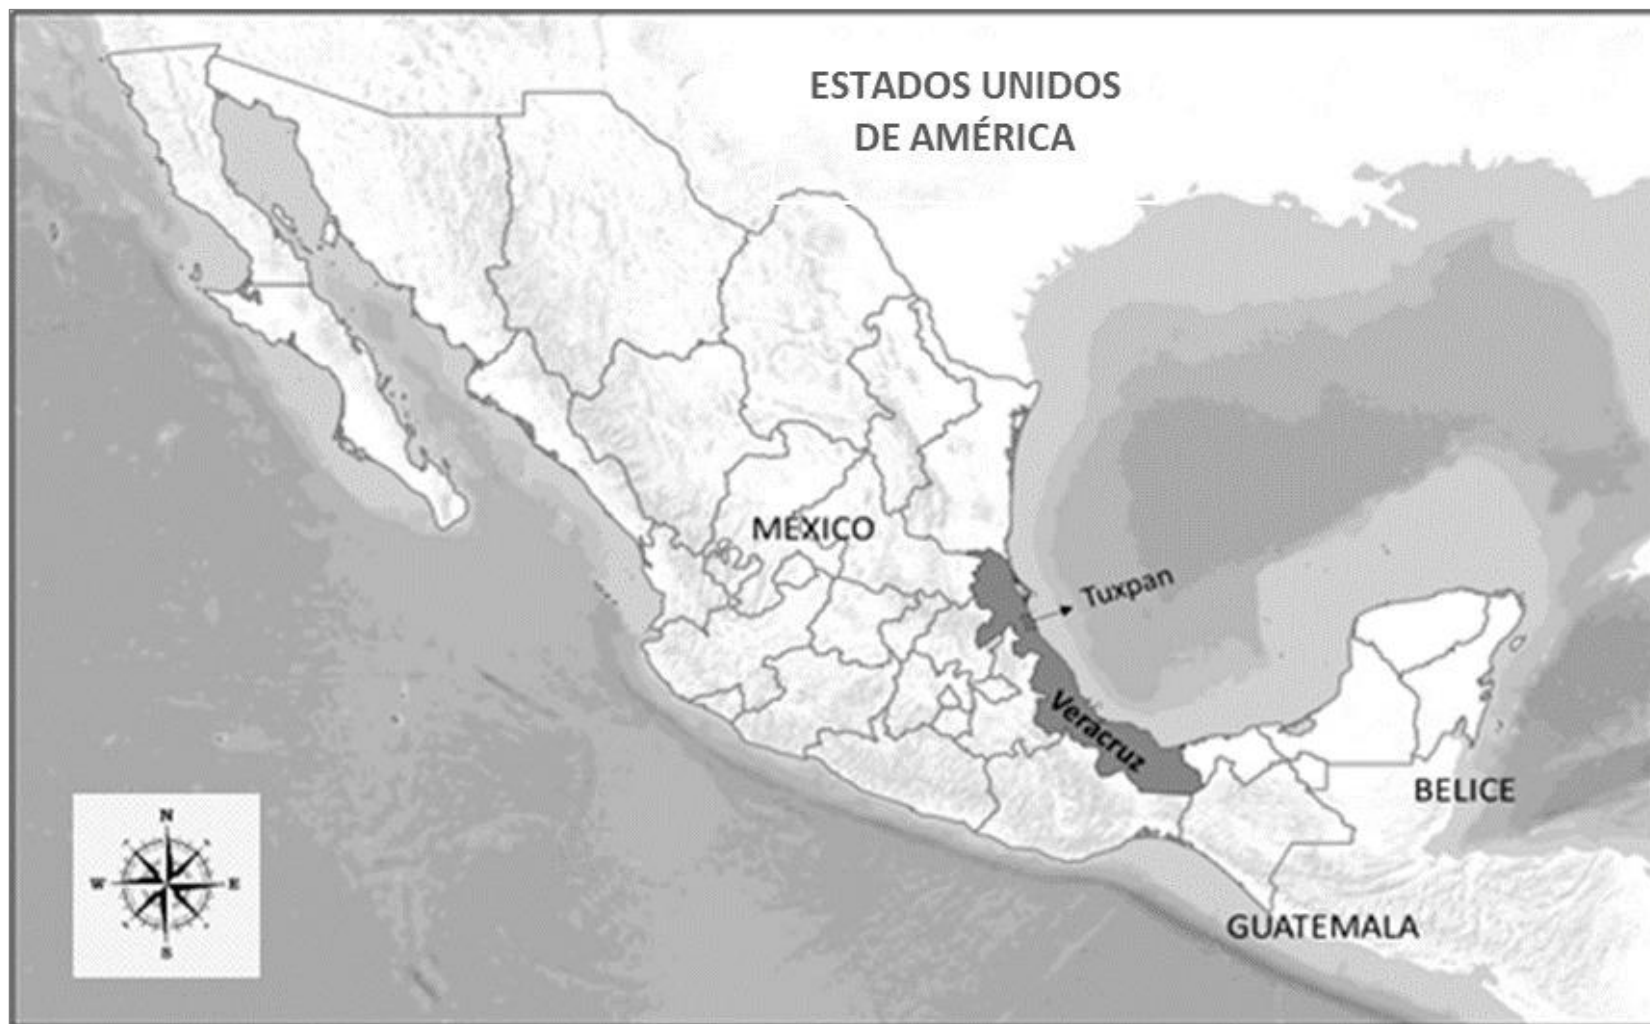 ESTADOS UNIDOS
DE AMÉRICA
MÉXICO
Tuxpan
Veracruz
BELICE
GUATEMALA
N
W
E
S